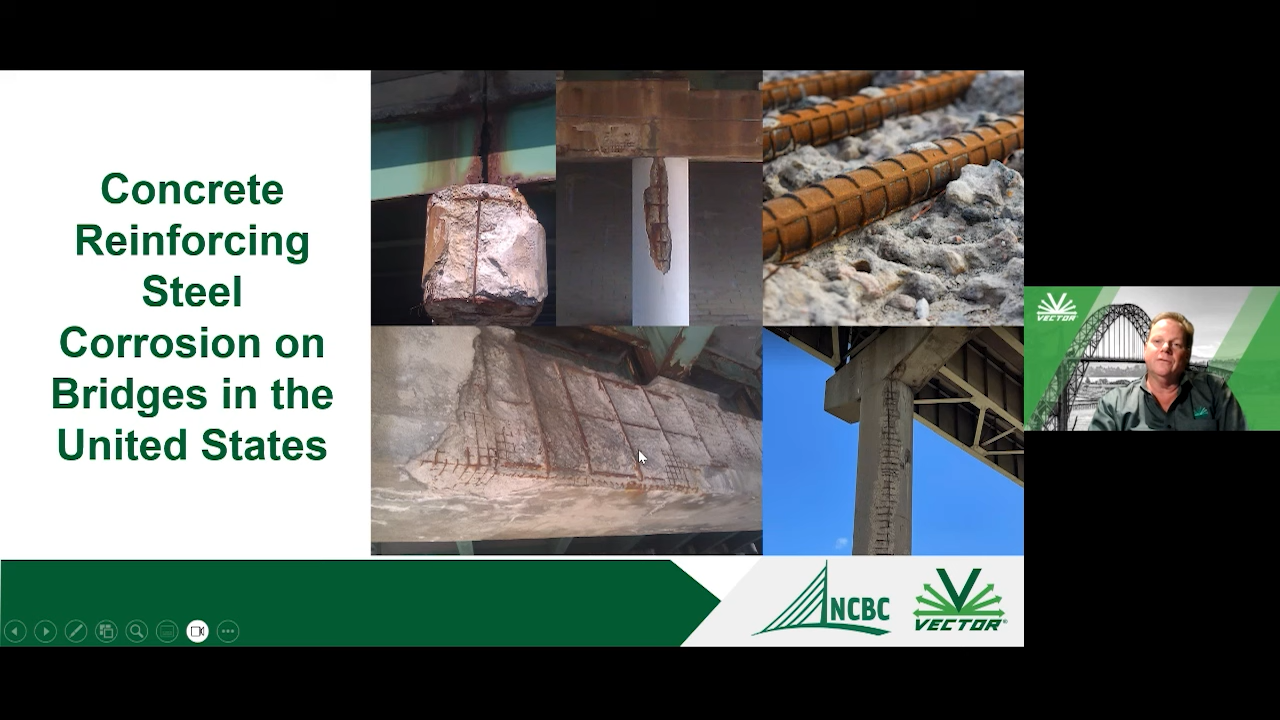 Concrete
Reinforcing
Steel
Corrosion on
Bridges in the
United States
NCBC
VECTOR
VECTOR